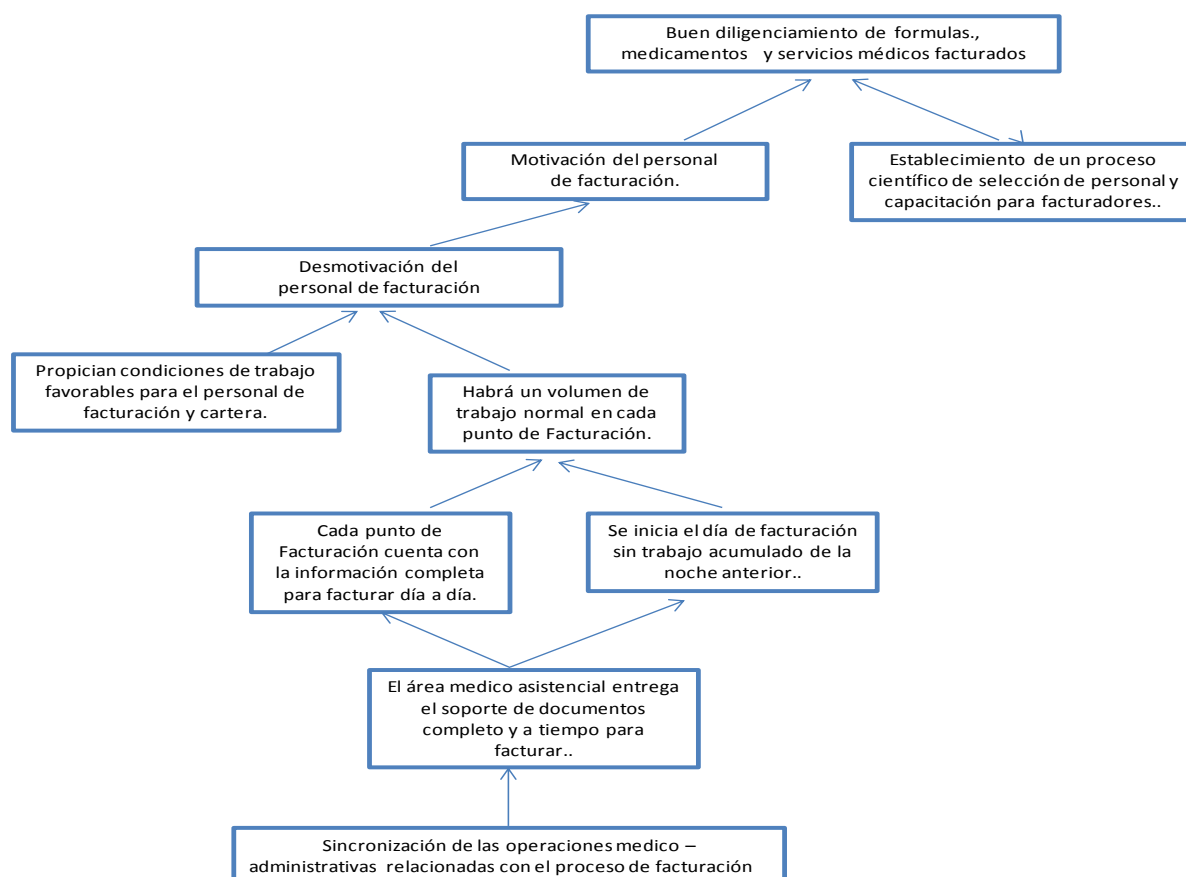 Buen diligenciamiento de formulas.,
medicamentos y servicios médicos facturados
Motivación del personal
de facturación.
Establecimiento de un proceso
científico de selección de personal y
capacitación para facturadores..
Desmotivación del
personal de facturación
Propician condiciones de trabajo
favorables para el personal de
facturación y cartera.
Habrá un volumen de
trabajo normal en cada
punto de Facturación.
Cada punto de
Facturación cuenta con
la información completa
para facturar día a día.
Se inicia el día de facturación
sin trabajo acumulado de la
noche anterior..
El área medico asistencial entrega
el soporte de documentos
completo y a tiempo para
facturar..
Sincronización de las operaciones medico –
administrativas relacionadas con el proceso de facturación